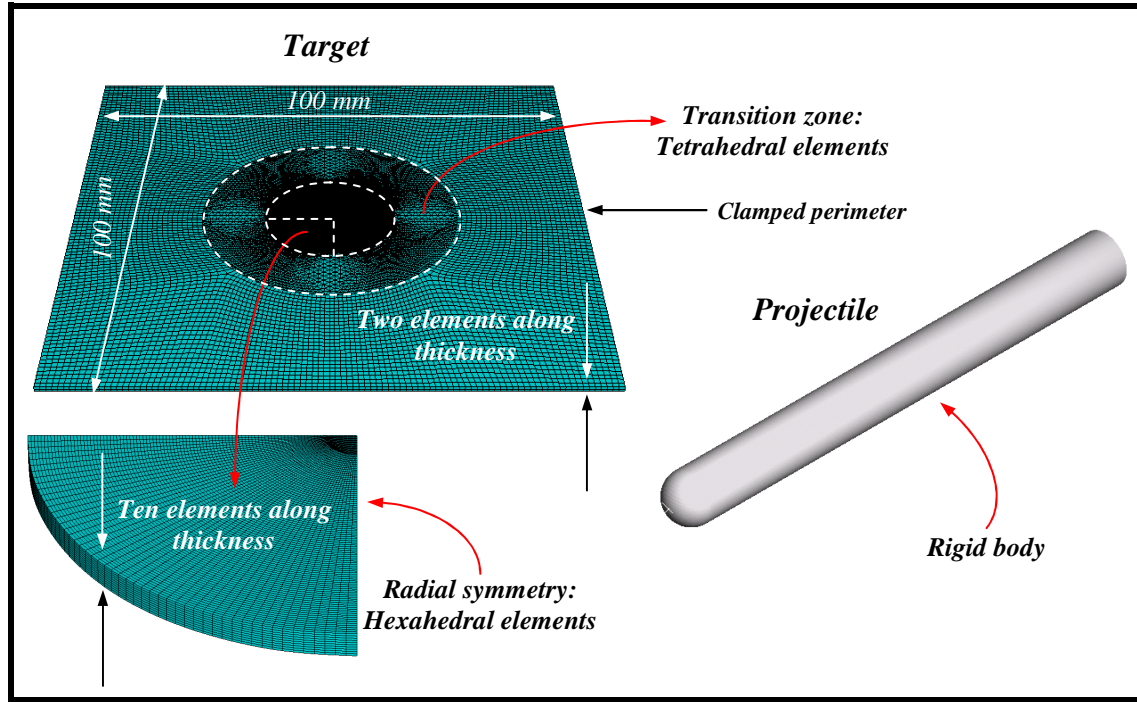 Target
100 mm
100 mm
Transition zone:
Tetrahedral elements
Clamped perimeter
Two elements along
thickness
Projectile
Ten elements along
thickness
Radial symmetry:
Hexahedral elements
Rigid body